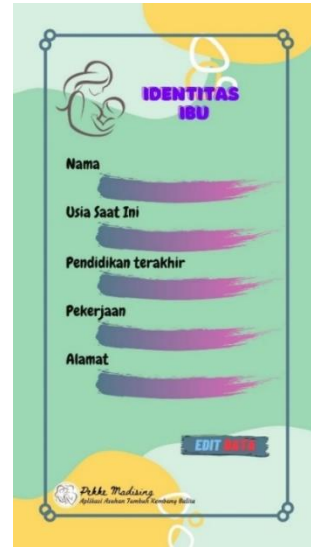 IDENTITAS
IBU
Nama
Usia Saat Ini
Pendidikan terakhir
Pekerjaan
Alamat
EDIT DATA
Pekke Madising
Aplikasi Asuhan Tumbuh Kembang Balita